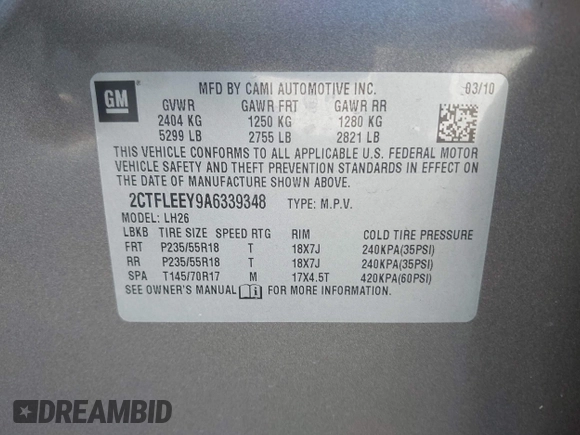 GM
MFD BY CAMI AUTOMOTIVE INC. 03/10
GVWR GAWR FRT GAWR RR
2404 KG 1250 KG 1280 KG
5299 LB 2755 LB 2821 LB
THIS VEHICLE CONFORMS TO ALL APPLICABLE U.S. FEDERAL MOTOR
VEHICLE SAFETY AND THEFT PREVENTION STANDARDS IN EFFECT ON
THE DATE OF MANUFACTURE SHOWN ABOVE.
2CTFLEEY9A6339348 TYPE: M.P.V.
MODEL: LH26
LBKB TIRE SIZE SPEED RTG RIM COLD TIRE PRESSURE
FRT P235/55R18 T 18X7J 240KPA(35PSI)
RR P235/55R18 T 18X7J 240KPA(35PSI)
SPA T145/70R17 M 17X4.5T 420KPA(60PSI)
SEE OWNER'S MANUAL FOR MORE INFORMATION.
DREAMBID